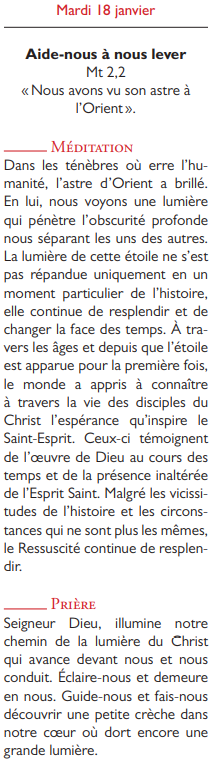 Mardi 18 janvier
Aide-nous à nous lever
Mt 2,2
« Nous avons vu son astre à
l'Orient ».
Méditation
Dans les ténèbres où erre l'hu-
manité, l'astre d'Orient a brillé.
En lui, nous voyons une lumière
qui pénètre l'obscurité profonde
nous séparant les uns des autres.
La lumière de cette étoile ne s'est
pas répandue uniquement en un
moment particulier de l'histoire,
elle continue de resplendir et de
changer la face des temps. À tra-
vers les âges et depuis que l'étoile
est apparue pour la première fois,
le monde a appris à connaître
à travers la vie des disciples du
Christ l'espérance qu'inspire le
Saint-Esprit. Ceux-ci témoignent
de l'œuvre de Dieu au cours des
temps et de la présence inaltérée
de l'Esprit Saint. Malgré les vicissi-
tudes de l'histoire et les circons-
tances qui ne sont plus les mêmes,
le Ressuscité continue de resplen-
dir.
Prière
Seigneur Dieu, illumine notre
chemin de la lumière du Christ
qui avance devant nous et nous
conduit. Éclaire-nous et demeure
en nous. Guide-nous et fais-nous
découvrir une petite crèche dans
notre cœur où dort encore une
grande lumière.